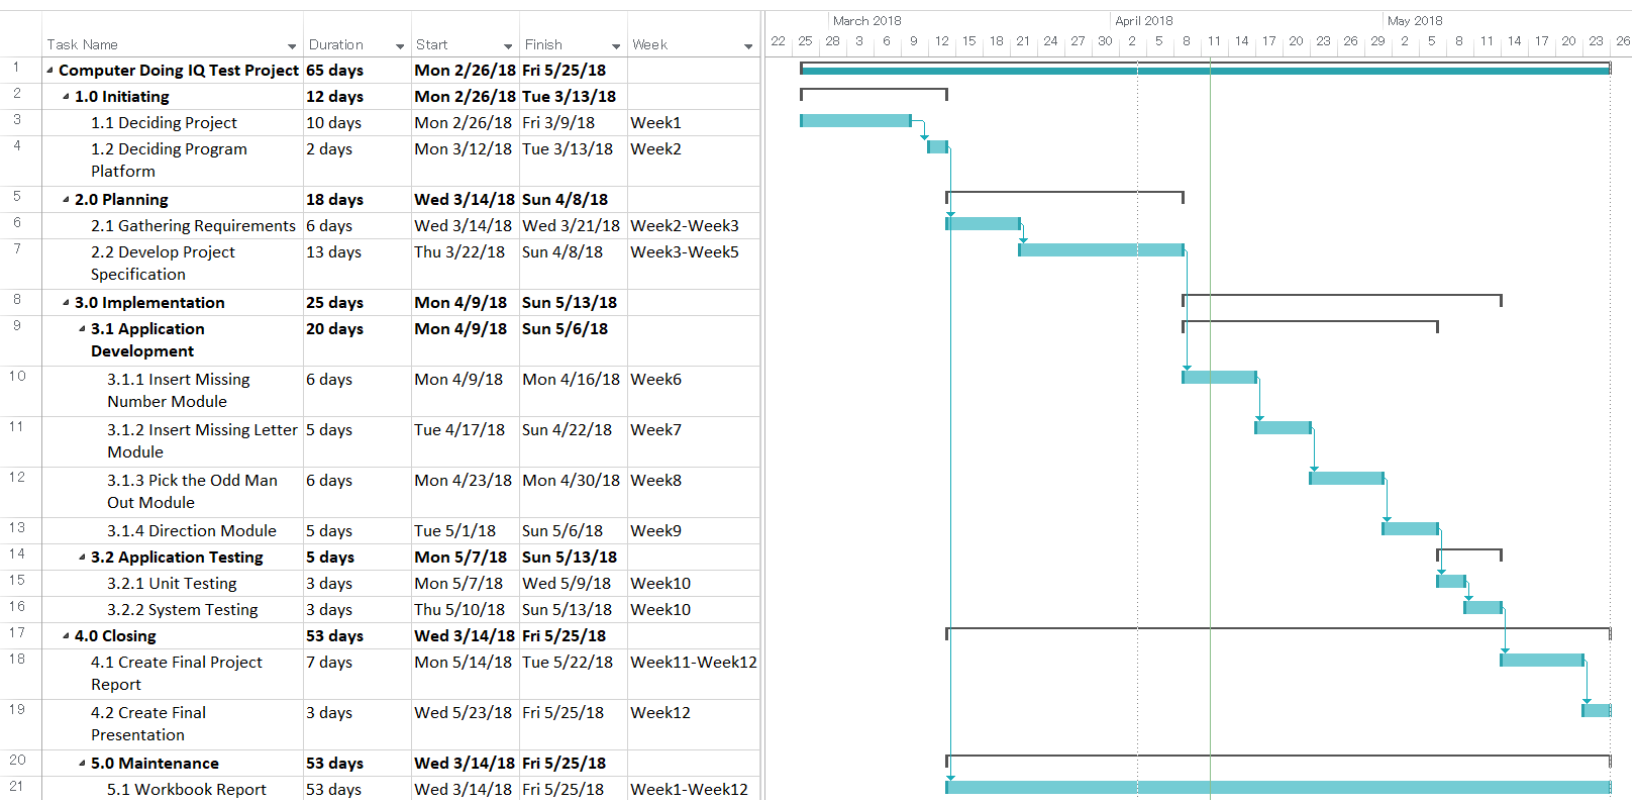 March 2018 April 2018 May 2018
Task Name Duration Start Finish Week 22 25 28 3 6 9 12 15 18 21 24 27 30 2 5 8 11 14 17 20 23 26 29 2 5 8 11 14 17 20 23 26
1 Computer Doing IQ Test Project 65 days Mon 2/26/18 Fri 5/25/18
2 1.0 Initiating 12 days Mon 2/26/18 Tue 3/13/18
3 1.1 Deciding Project 10 days Mon 2/26/18 Fri 3/9/18 Week1
4 1.2 Deciding Program 2 days Mon 3/12/18 Tue 3/13/18 Week2
Platform
5 2.0 Planning 18 days Wed 3/14/18 Sun 4/8/18
6 2.1 Gathering Requirements 6 days Wed 3/14/18 Wed 3/21/18 Week2-Week3
7 2.2 Develop Project 13 days Thu 3/22/18 Sun 4/8/18 Week3-Week5
Specification
8 3.0 Implementation 25 days Mon 4/9/18 Sun 5/13/18
9 3.1 Application 20 days Mon 4/9/18 Sun 5/6/18
Development
10 3.1.1 Insert Missing 6 days Mon 4/9/18 Mon 4/16/18 Week6
Number Module
11 3.1.2 Insert Missing Letter 5 days Tue 4/17/18 Sun 4/22/18 Week7
Module
12 3.1.3 Pick the Odd Man 6 days Mon 4/23/18 Mon 4/30/18 Week8
Out Module
13 3.1.4 Direction Module 5 days Tue 5/1/18 Sun 5/6/18 Week9
14 3.2 Application Testing 5 days Mon 5/7/18 Sun 5/13/18
15 3.2.1 Unit Testing 3 days Mon 5/7/18 Wed 5/9/18 Week10
16 3.2.2 System Testing 3 days Thu 5/10/18 Sun 5/13/18 Week10
17 4.0 Closing 53 days Wed 3/14/18 Fri 5/25/18
18 4.1 Create Final Project 7 days Mon 5/14/18 Tue 5/22/18 Week11-Week12
Report
19 4.2 Create Final 3 days Wed 5/23/18 Fri 5/25/18 Week12
Presentation
20 5.0 Maintenance 53 days Wed 3/14/18 Fri 5/25/18
21 5.1 Workbook Report 53 days Wed 3/14/18 Fri 5/25/18 Week1-Week12